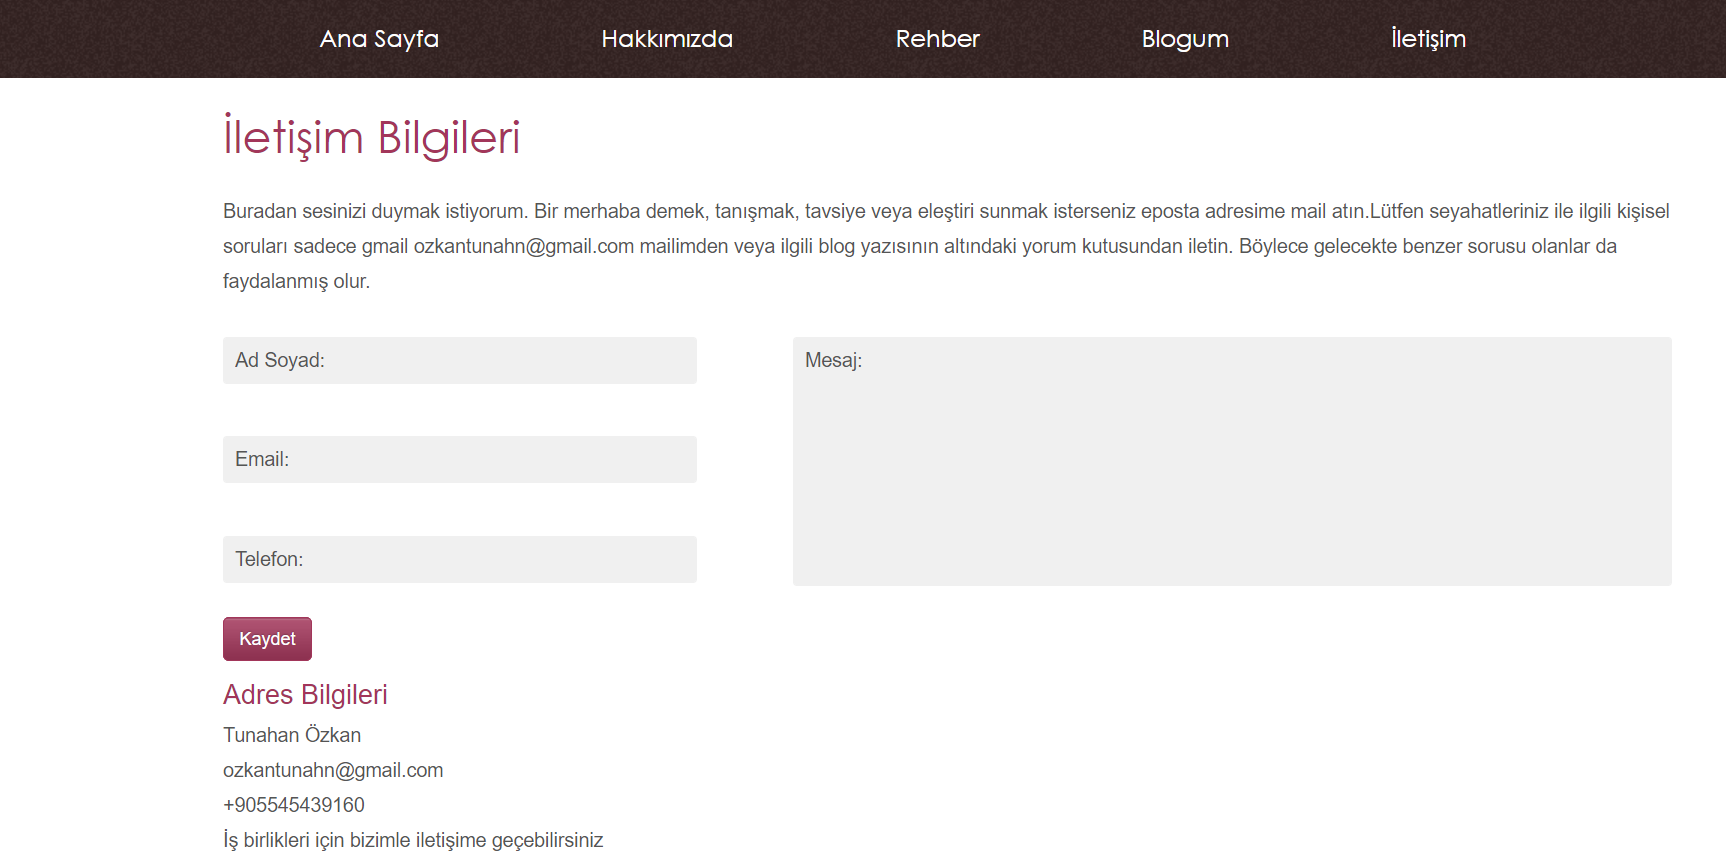 Ana Sayfa Hakkımızda Rehber Blogum İletişim
İletişim Bilgileri
Buradan sesinizi duymak istiyorum. Bir merhaba demek, tanışmak, tavsiye veya eleştiri sunmak isterseniz eposta adresime mail atın.Lütfen seyahatleriniz ile ilgili kişisel
soruları sadece gmail ozkantunahn@gmail.com mailimden veya ilgili blog yazısının altındaki yorum kutusundan iletin. Böylece gelecekte benzer sorusu olanlar da
faydalanmış olur.
Ad Soyad:
Email:
Telefon:
Mesaj:
Kaydet
Adres Bilgileri
Tunahan Özkan
ozkantunahn@gmail.com
+905545439160
İş birlikleri için bizimle iletişime geçebilirsiniz